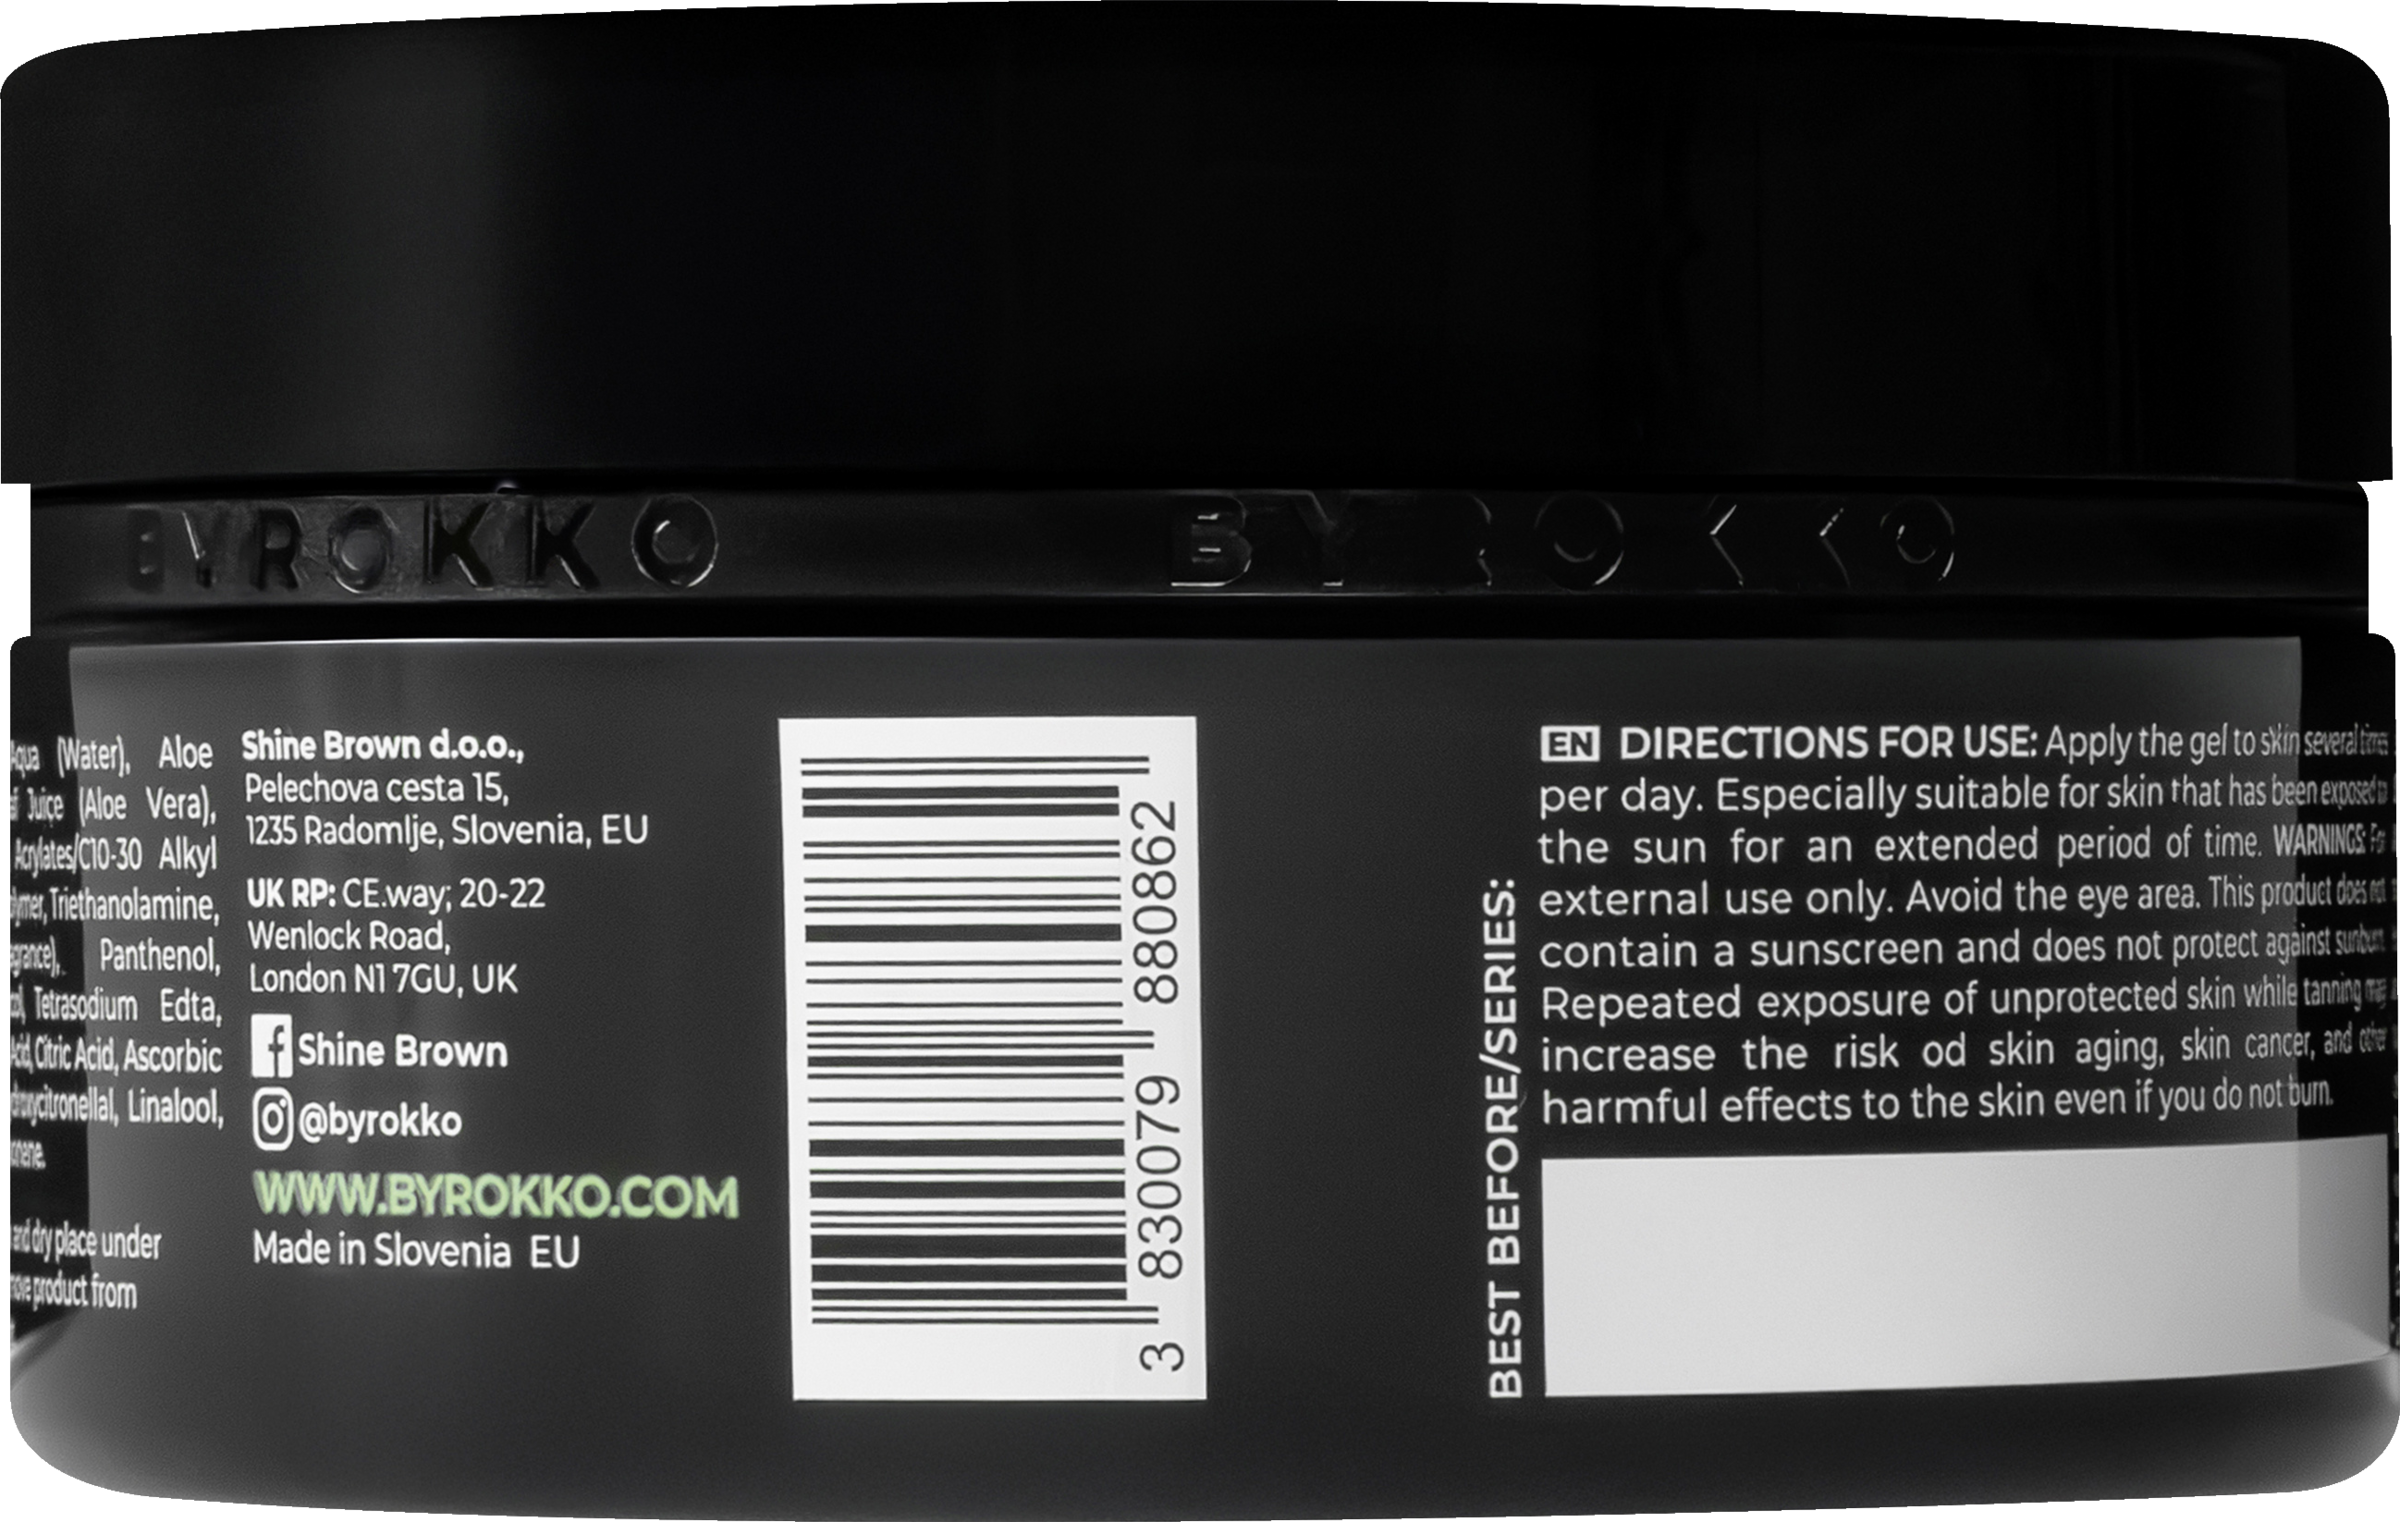 BYROKKO BYROKKO
Aqua (Water), Aloe
Juice (Aloe Vera),
Acrylates/C10-30 Alkyl
Triethanolamine,
Panthenol,
Tetrasodium Edta,
Citric Acid, Ascorbic
Linalool,
and dry place under
product from
Shine Brown d.o.o.,
Pelechova cesta 15,
1235 Radomlje, Slovenia, EU
UK RP: CE.way; 20-22
Wenlock Road,
London N1 7GU, UK
Shine Brown
@byrokko
WWW.BYROKKO.COM
Made in Slovenia EU
3 830079 880862
BEST BEFORE/SERIES:
EN DIRECTIONS FOR USE: Apply the gel to skin several times
per day. Especially suitable for skin that has been exposed to
the sun for an extended period of time. WARNINGS: For
external use only. Avoid the eye area. This product does not
contain a sunscreen and does not protect against sunburn.
Repeated exposure of unprotected skin while tanning may
increase the risk od skin aging, skin cancer, and other
harmful effects to the skin even if you do not burn.